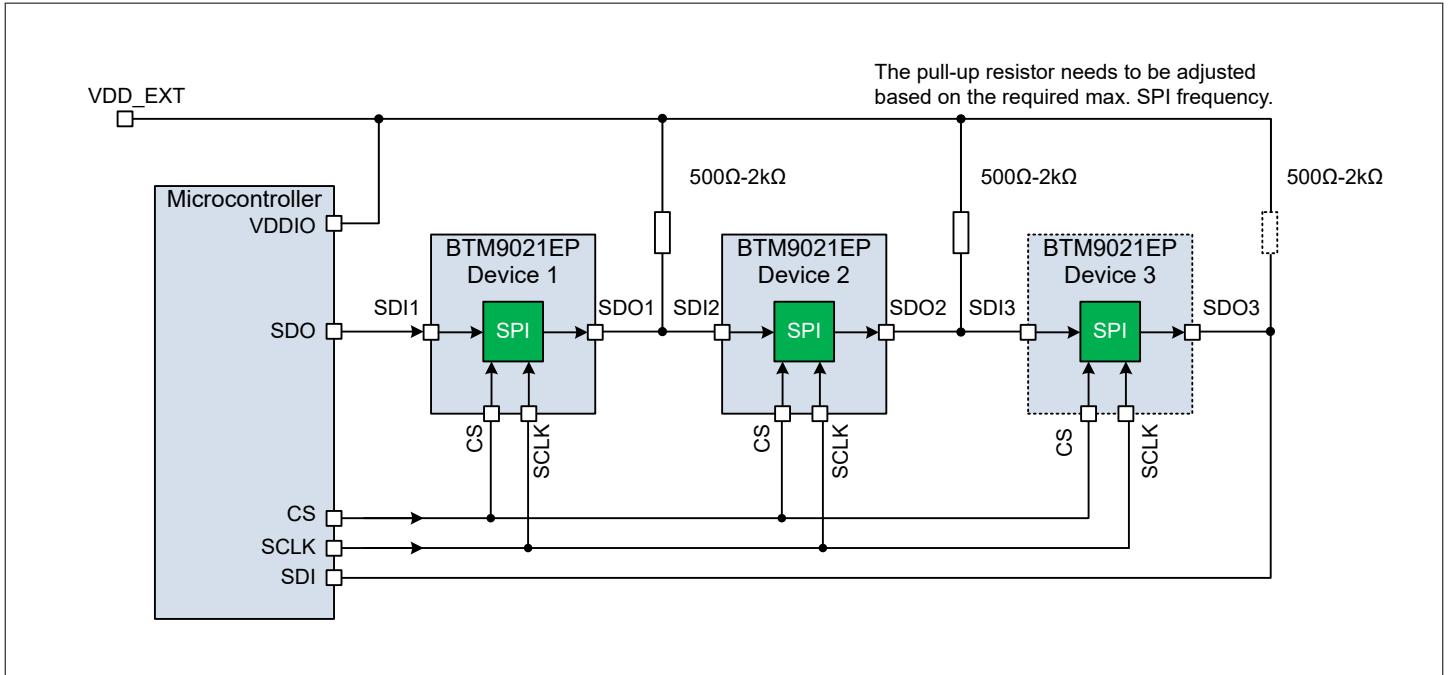 The pull-up resistor needs to be adjusted
based on the required max. SPI frequency.
VDD_EXT
500Ω-2kΩ
500Ω-2kΩ
500Ω-2kΩ
Microcontroller
VDDIO
BTM9021EP
Device 1
BTM9021EP
Device 2
BTM9021EP
Device 3
SDO
SDI1
SPI
SDO1
SDI2
SPI
SDO2
SDI3
SPI
SDO3
CS
SCLK
CS
SCLK
CS
SCLK
CS
SCLK
SDI